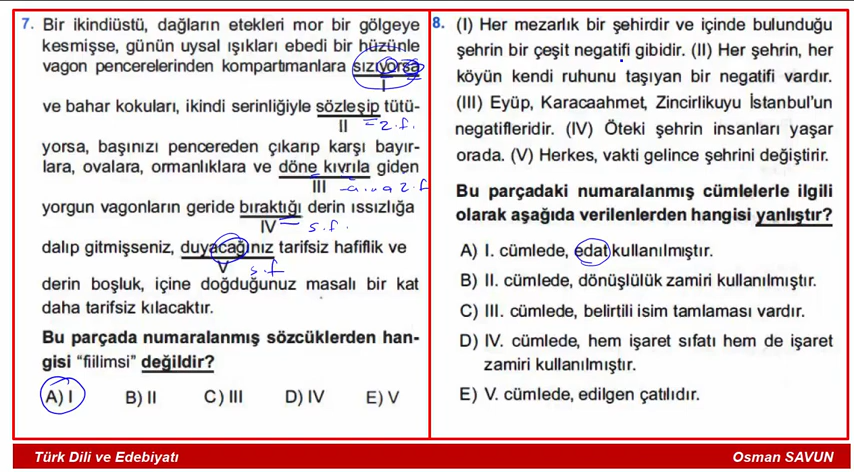 7. Bir ikindiüstü, dağların etekleri mor bir gölgeye
kesmişse, günün uysal ışıkları ebedi bir hüzünle
vagon pencerelerinden kompartımanlara sızıyorsa
I
ve bahar kokuları, ikindi serinliğiyle sözleşip tütü-
II
z.f.
yorsa, başınızı pencereden çıkarıp karşı bayır-
lara, ovalara, ormanlıklara ve döne kıvrıla giden
III
z.f
yorgun vagonların geride bıraktığı derin ıssızlığa
IV
s.f.
dalıp gitmişseniz, duyacağınız tarifsiz hafiflik ve
V
s.f
derin boşluk, içine doğduğunuz masalı bir kat
daha tarifsiz kılacaktır.
Bu parçada numaralanmış sözcüklerden han-
gisi “fiilimsi” değildir?
A) I B) II C) III D) IV E) V
8. (I) Her mezarlık bir şehirdir ve içinde bulunduğu
şehrin bir çeşit negatifi gibidir. (II) Her şehrin, her
köyün kendi ruhunu taşıyan bir negatifi vardır.
(III) Eyüp, Karacaahmet, Zincirlikuyu İstanbul'un
negatifleridir. (IV) Öteki şehrin insanları yaşar
orada. (V) Herkes, vakti gelince şehrini değiştirir.
Bu parçadaki numaralanmış cümlelerle ilgili
olarak aşağıda verilenlerden hangisi yanlıştır?
A) I. cümlede, edat kullanılmıştır.
B) II. cümlede, dönüşlülük zamiri kullanılmıştır.
C) III. cümlede, belirtili isim tamlaması vardır.
D) IV. cümlede, hem işaret sıfatı hem de işaret
zamiri kullanılmıştır.
E) V. cümlede, edilgen çatılıdır.
Türk Dili ve Edebiyatı
Osman SAVUN